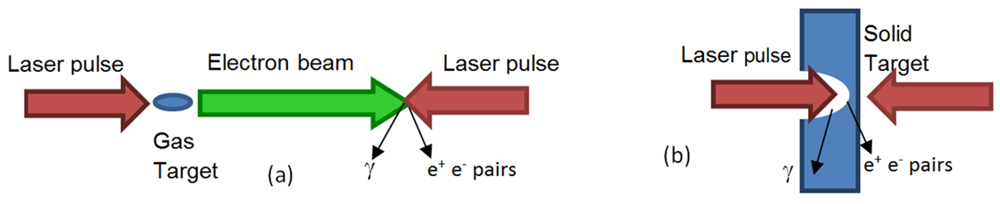 Laser pulse
Electron beam
Laser pulse
Gas
Target
(a)
γ
e⁺ e⁻ pairs
Laser pulse
Solid
Target
(b)
γ
e⁺ e⁻ pairs